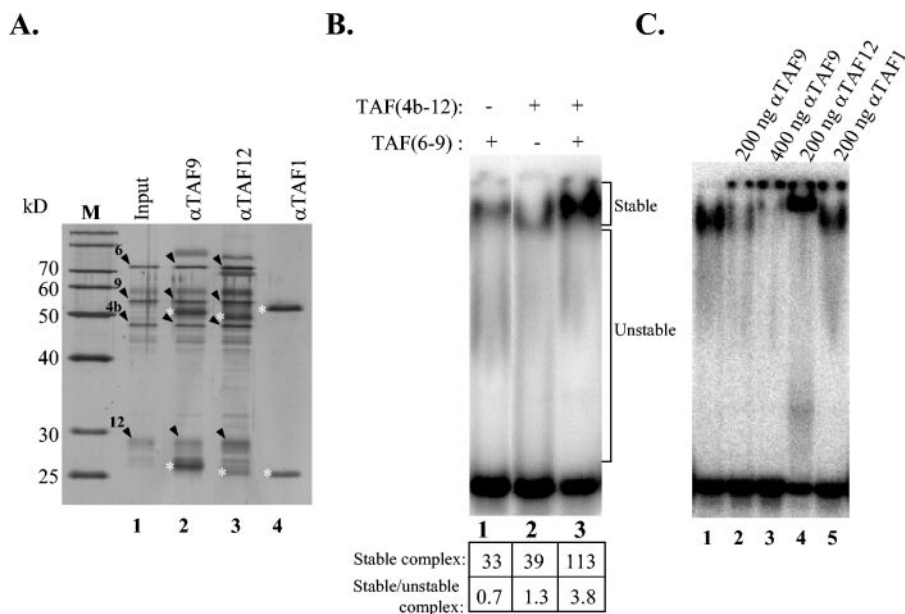 A.
kD
M
Input
αTAF9
αTAF12
αTAF1
70
60
50
40
30
25
6
9
4b
12
*
*
*
*
*
*
1 2 3 4
B.
TAF(4b-12): - + +
TAF(6-9) : + - +
Stable
Unstable
1 2 3
Stable complex: 33 39 113
Stable/unstable
complex: 0.7 1.3 3.8
C.
200 ng αTAF9
400 ng αTAF9
200 ng αTAF12
200 ng αTAF1
1 2 3 4 5